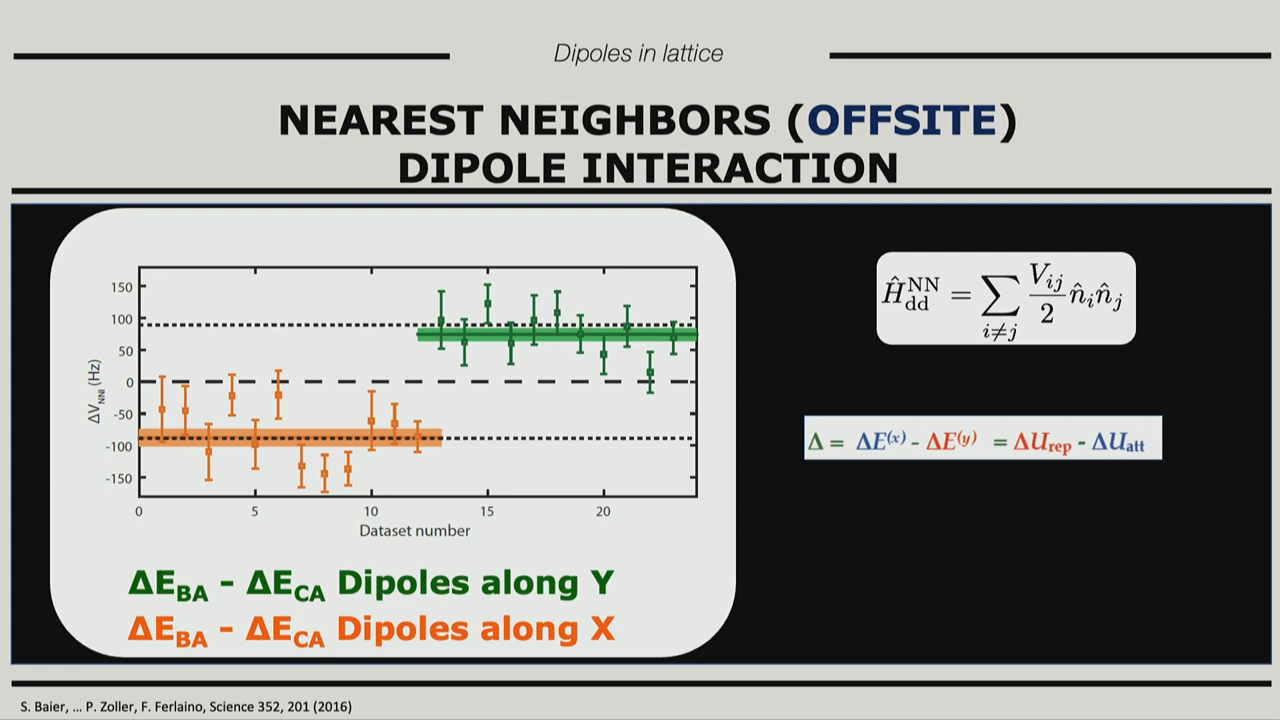 Dipoles in lattice
NEAREST NEIGHBORS (OFFSITE)
DIPOLE INTERACTION
150
100
50
0
-50
-100
-150
ΔV_NNI (Hz)
0 5 10 15 20
Dataset number
ΔE_BA - ΔE_CA Dipoles along Y
ΔE_BA - ΔE_CA Dipoles along X
Ĥ_dd^NN = ∑_{i≠j} V_ij/2 n̂_i n̂_j
Δ = ΔE^(x) - ΔE^(y) = ΔU_rep - ΔU_att
S. Baier, ... P. Zoller, F. Ferlaino, Science 352, 201 (2016)